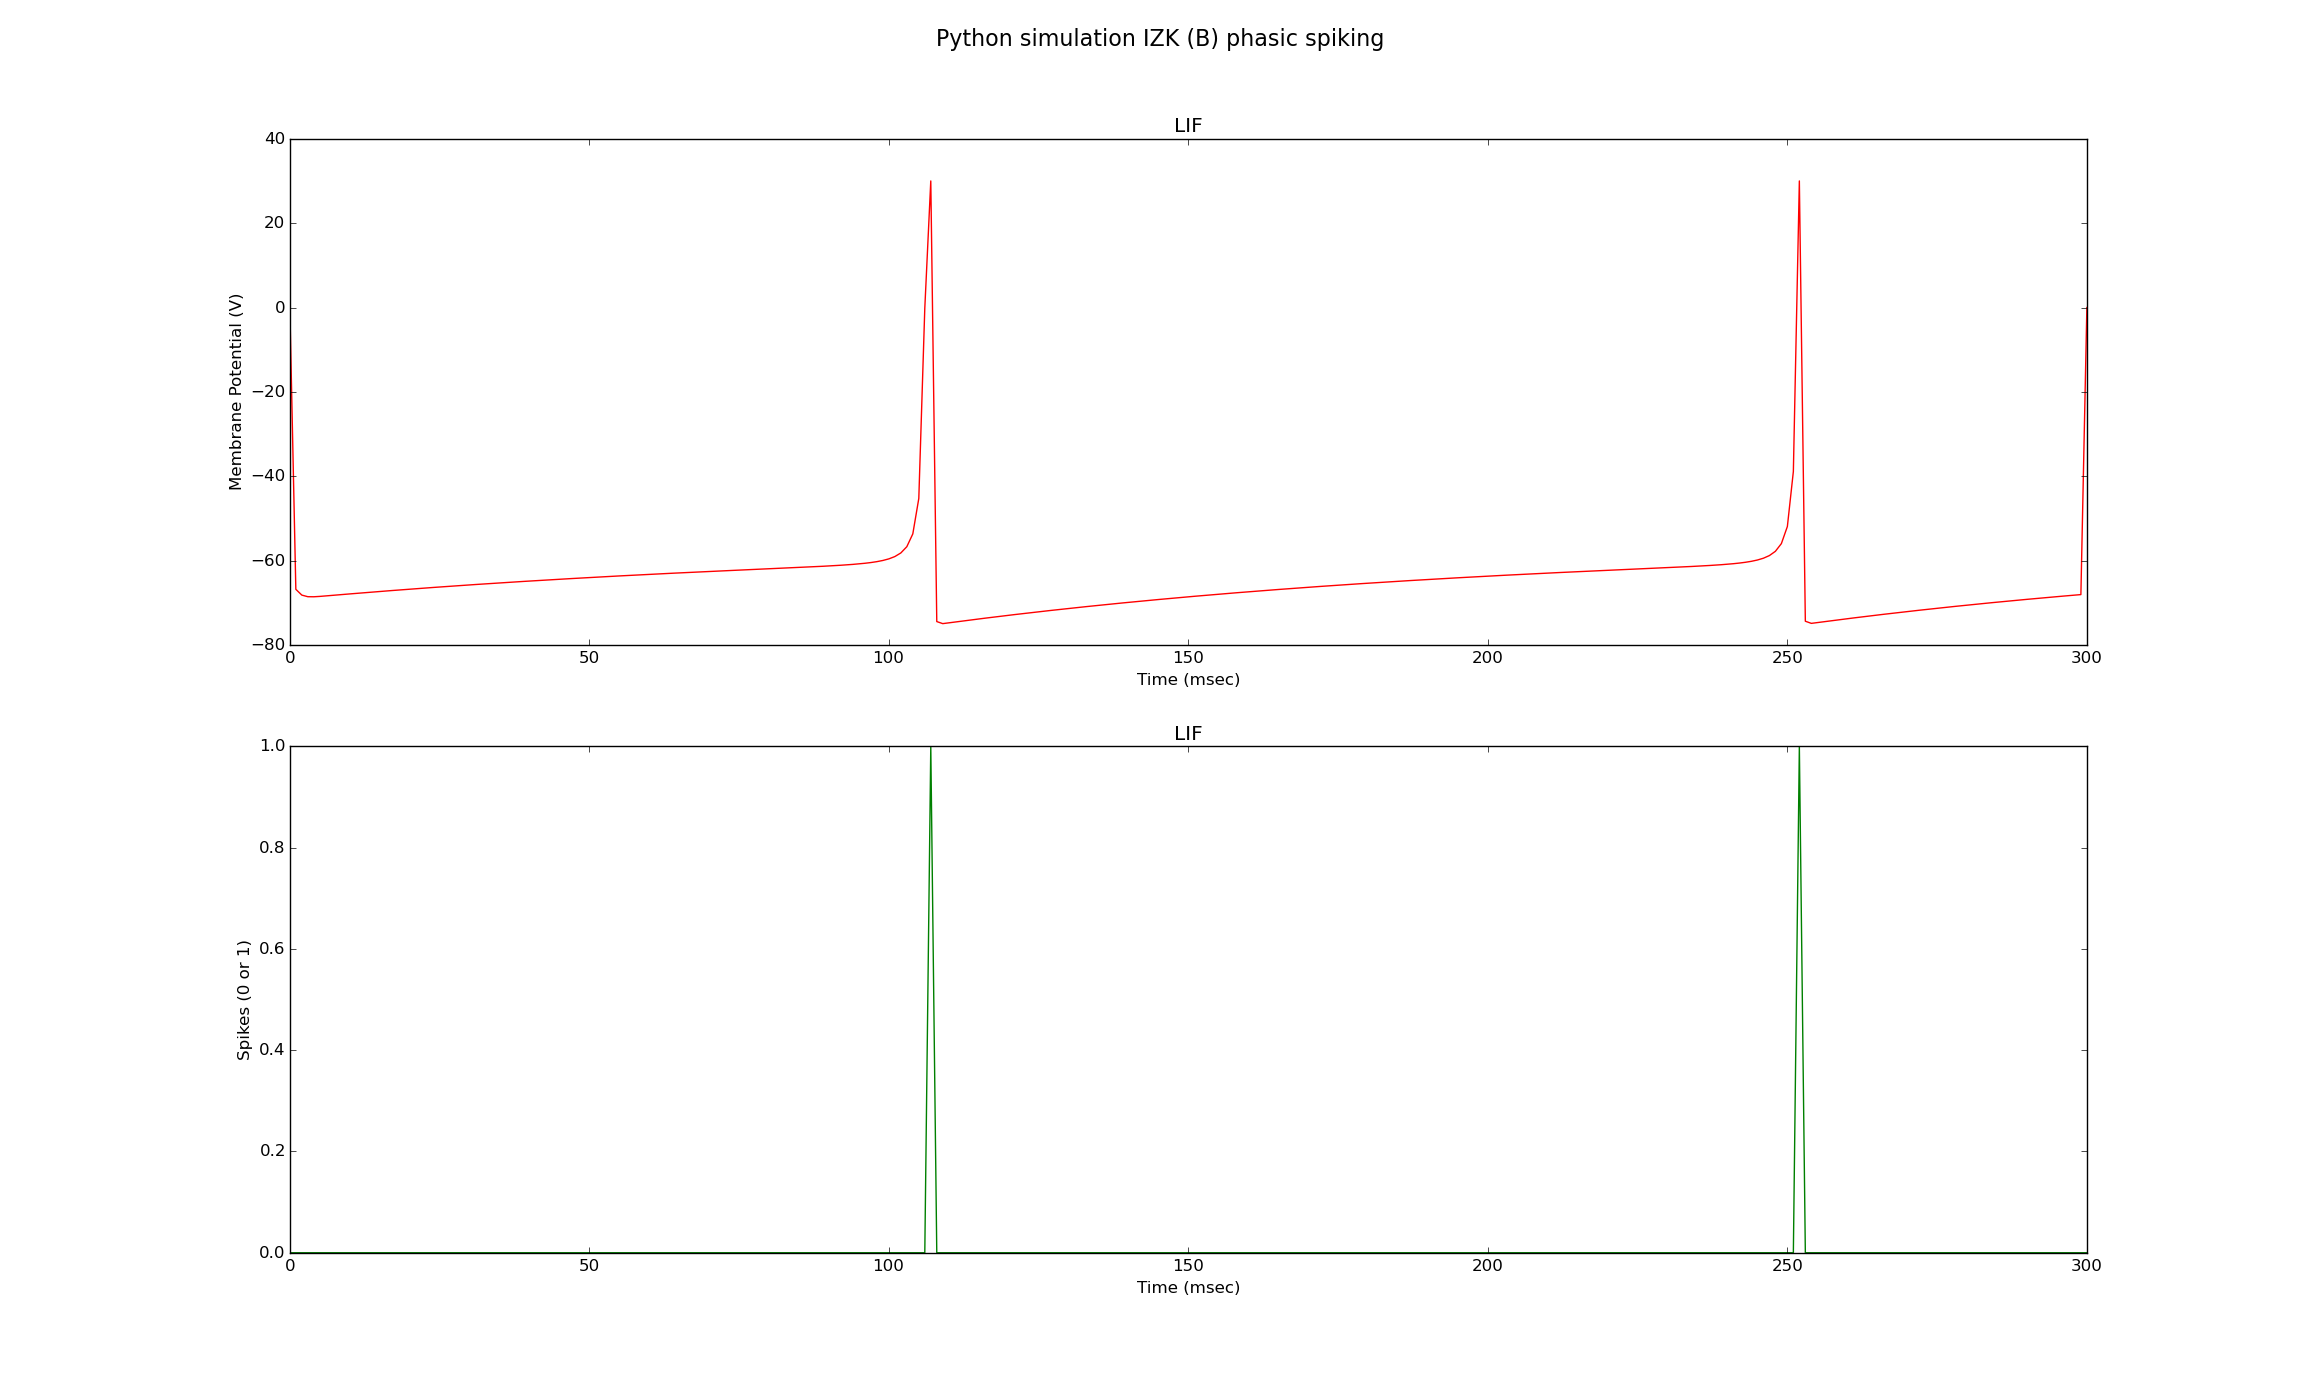 Python simulation IZK (B) phasic spiking
LIF
40
20
0
−20
−40
−60
−80
Membrane Potential (V)
0 50 100 150 200 250 300
Time (msec)
LIF
1.0
0.8
0.6
0.4
0.2
0.0
Spikes (0 or 1)
0 50 100 150 200 250 300
Time (msec)